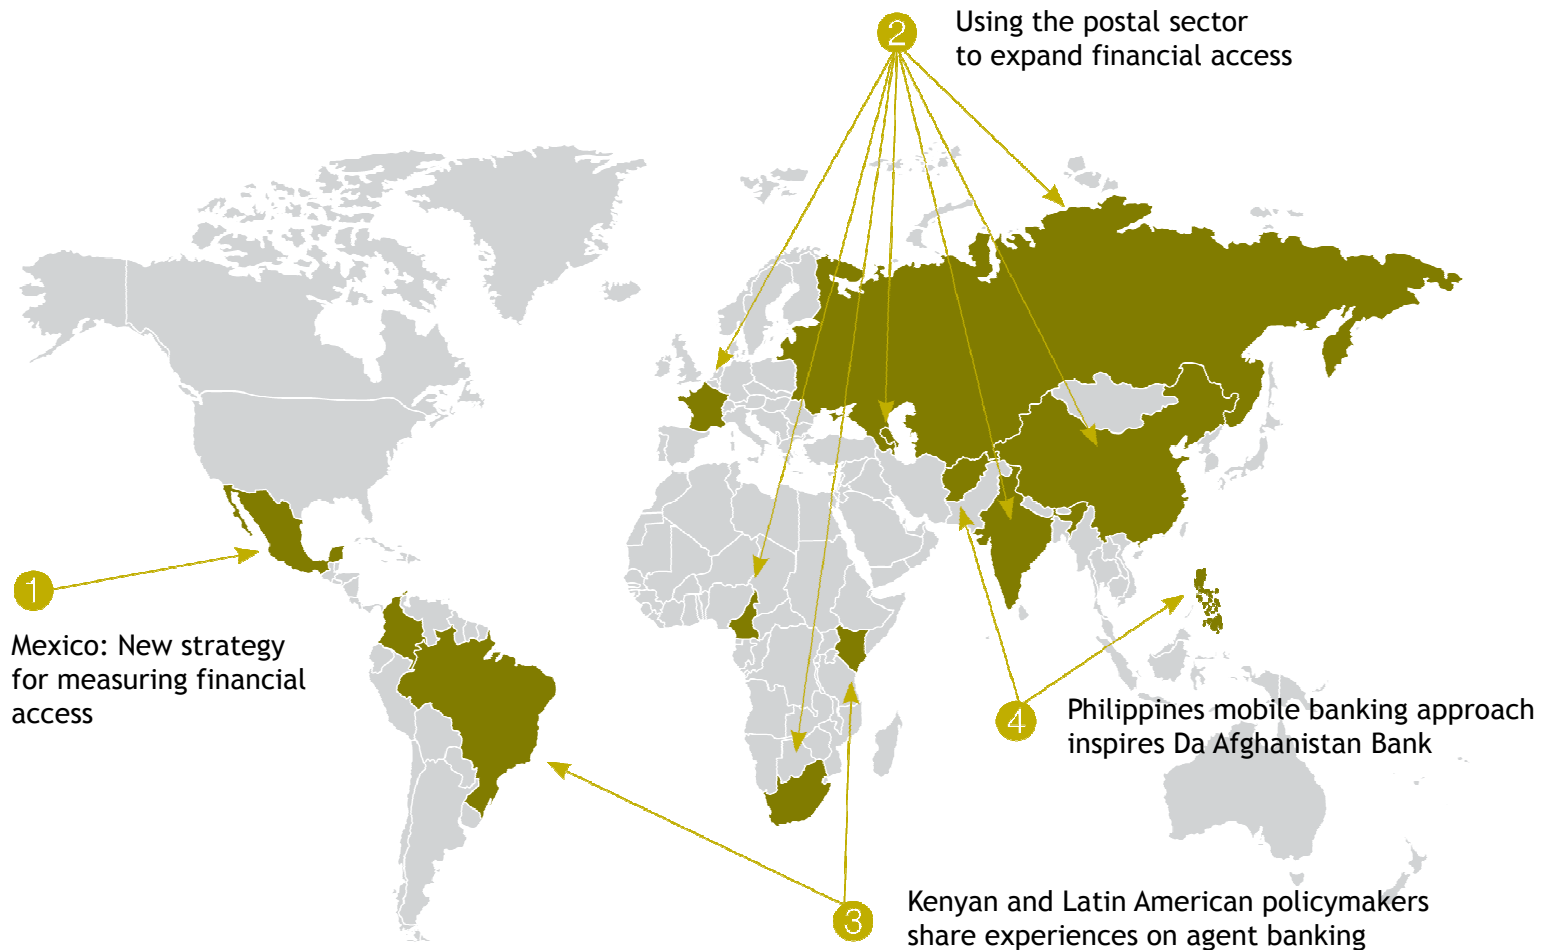 2
Using the postal sector
to expand financial access
1
Mexico: New strategy
for measuring financial
access
4
Philippines mobile banking approach
inspires Da Afghanistan Bank
3
Kenyan and Latin American policymakers
share experiences on agent banking